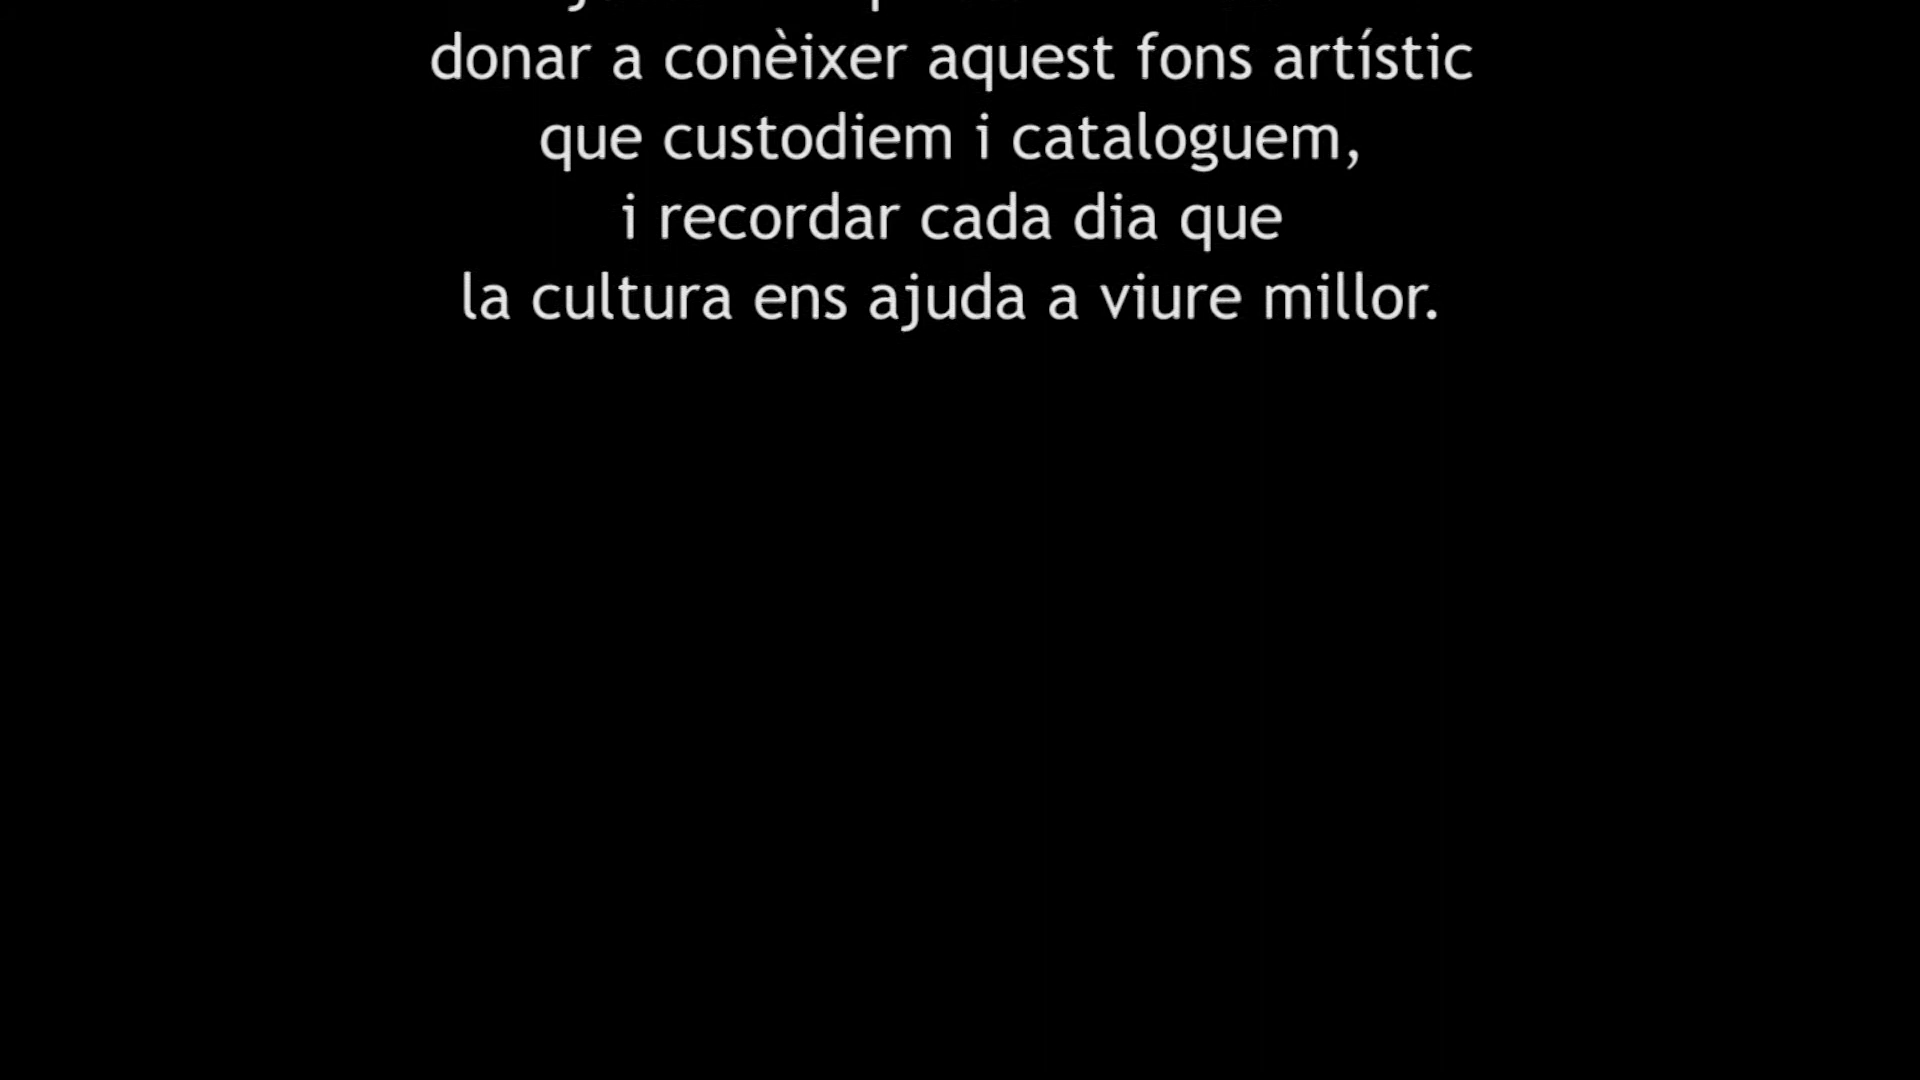 donar a conèixer aquest fons artístic
que custodiem i cataloguem,
i recordar cada dia que
la cultura ens ajuda a viure millor.